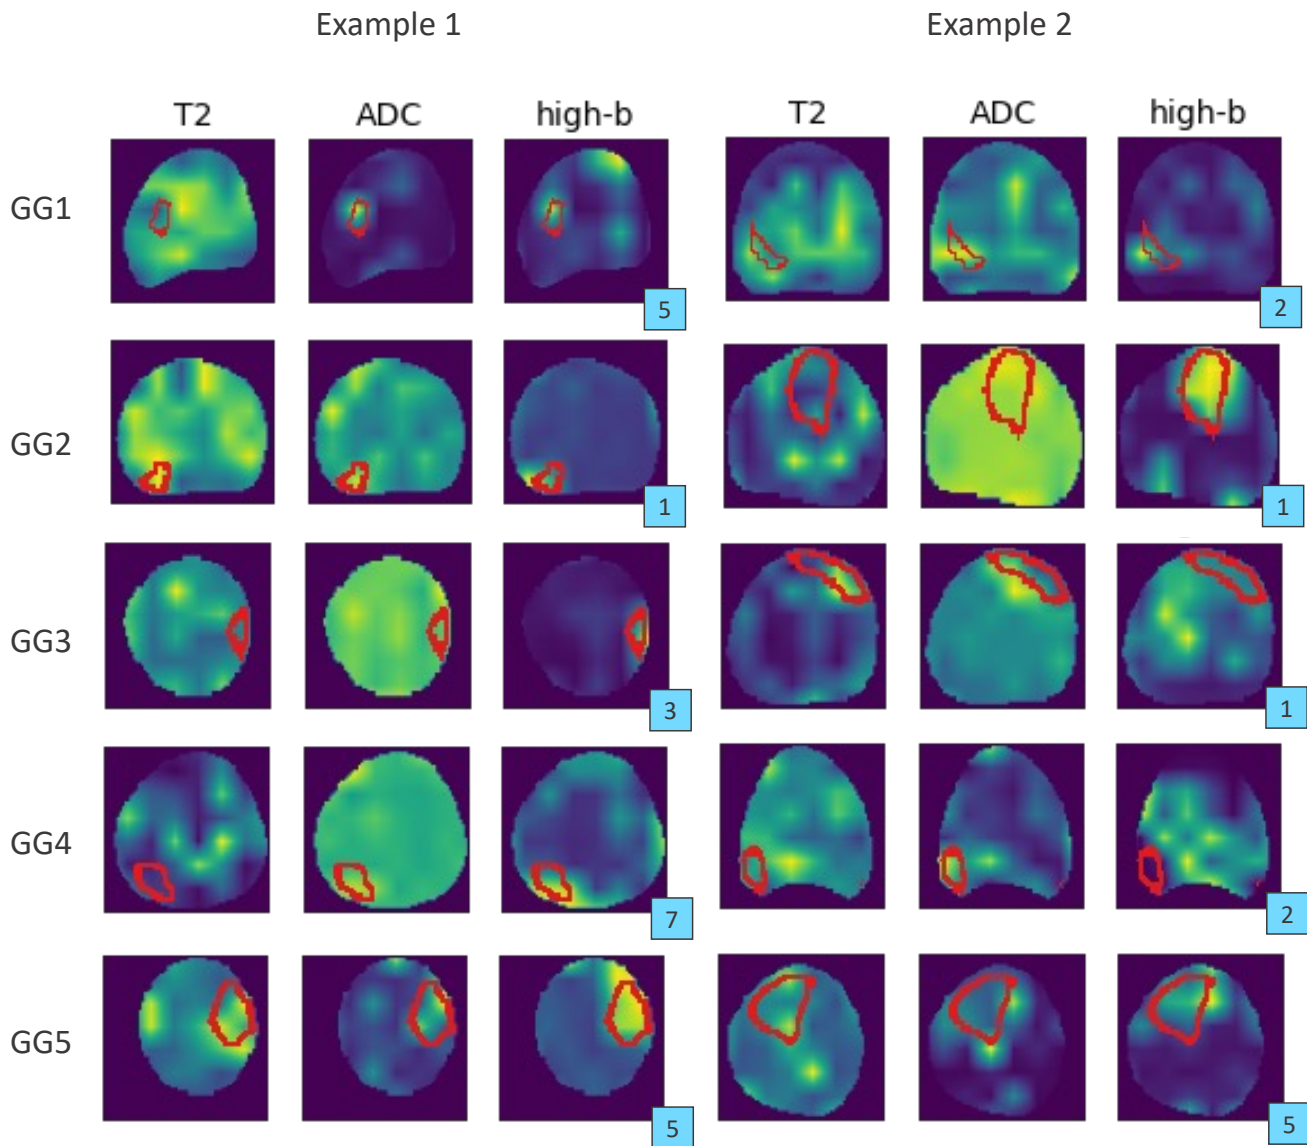 Example 1 Example 2
T2 ADC high-b T2 ADC high-b
GG1
5 2
GG2
1 1
GG3
3 1
GG4
7 2
GG5
5 5